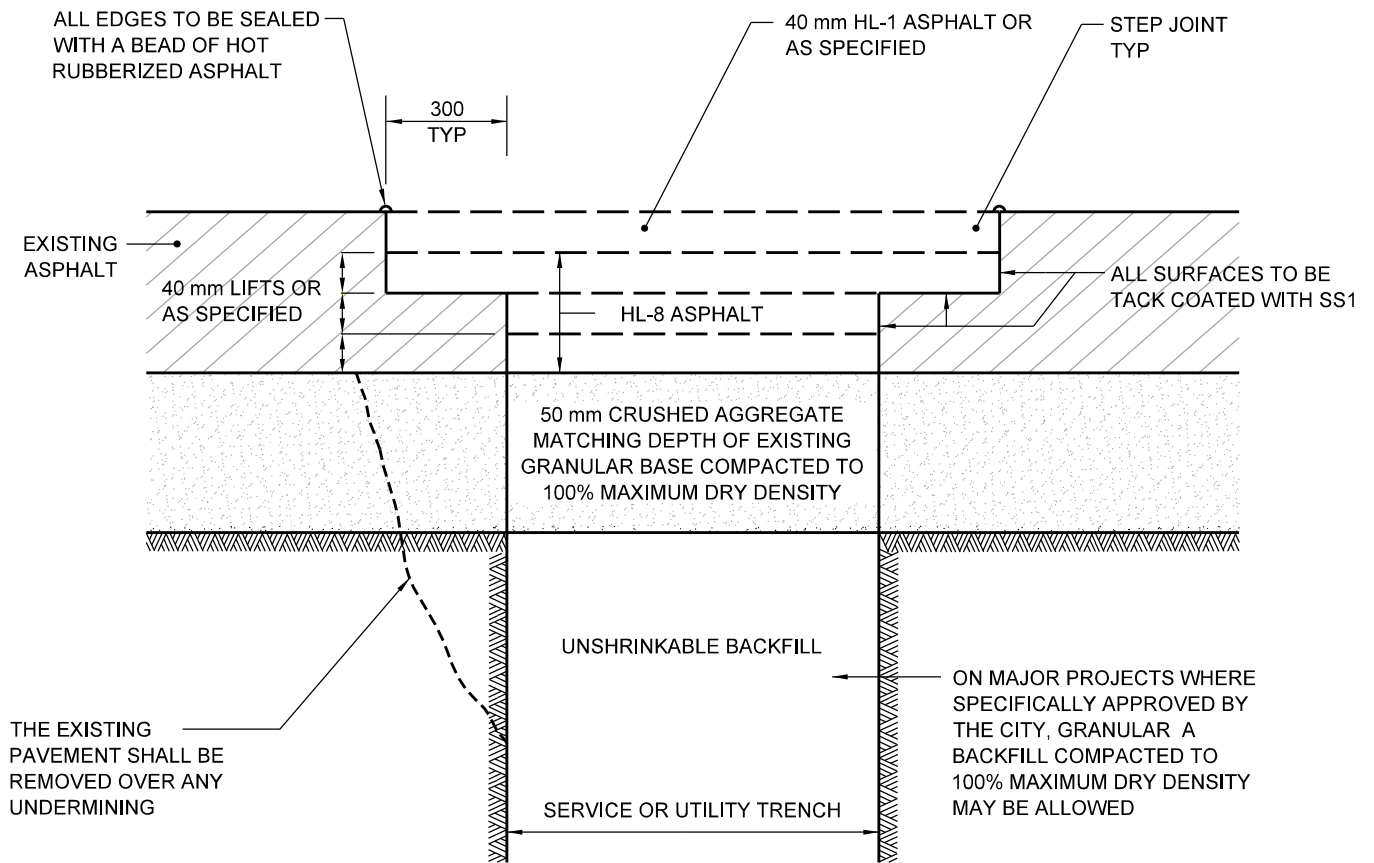 ALL EDGES TO BE SEALED
WITH A BEAD OF HOT
RUBBERIZED ASPHALT
40 mm HL-1 ASPHALT OR
AS SPECIFIED
STEP JOINT
TYP
300
TYP
EXISTING
ASPHALT
40 mm LIFTS OR
AS SPECIFIED
HL-8 ASPHALT
ALL SURFACES TO BE
TACK COATED WITH SS1
50 mm CRUSHED AGGREGATE
MATCHING DEPTH OF EXISTING
GRANULAR BASE COMPACTED TO
100% MAXIMUM DRY DENSITY
UNSHRINKABLE BACKFILL
ON MAJOR PROJECTS WHERE
SPECIFICALLY APPROVED BY
THE CITY, GRANULAR A
BACKFILL COMPACTED TO
100% MAXIMUM DRY DENSITY
MAY BE ALLOWED
THE EXISTING
PAVEMENT SHALL BE
REMOVED OVER ANY
UNDERMINING
SERVICE OR UTILITY TRENCH